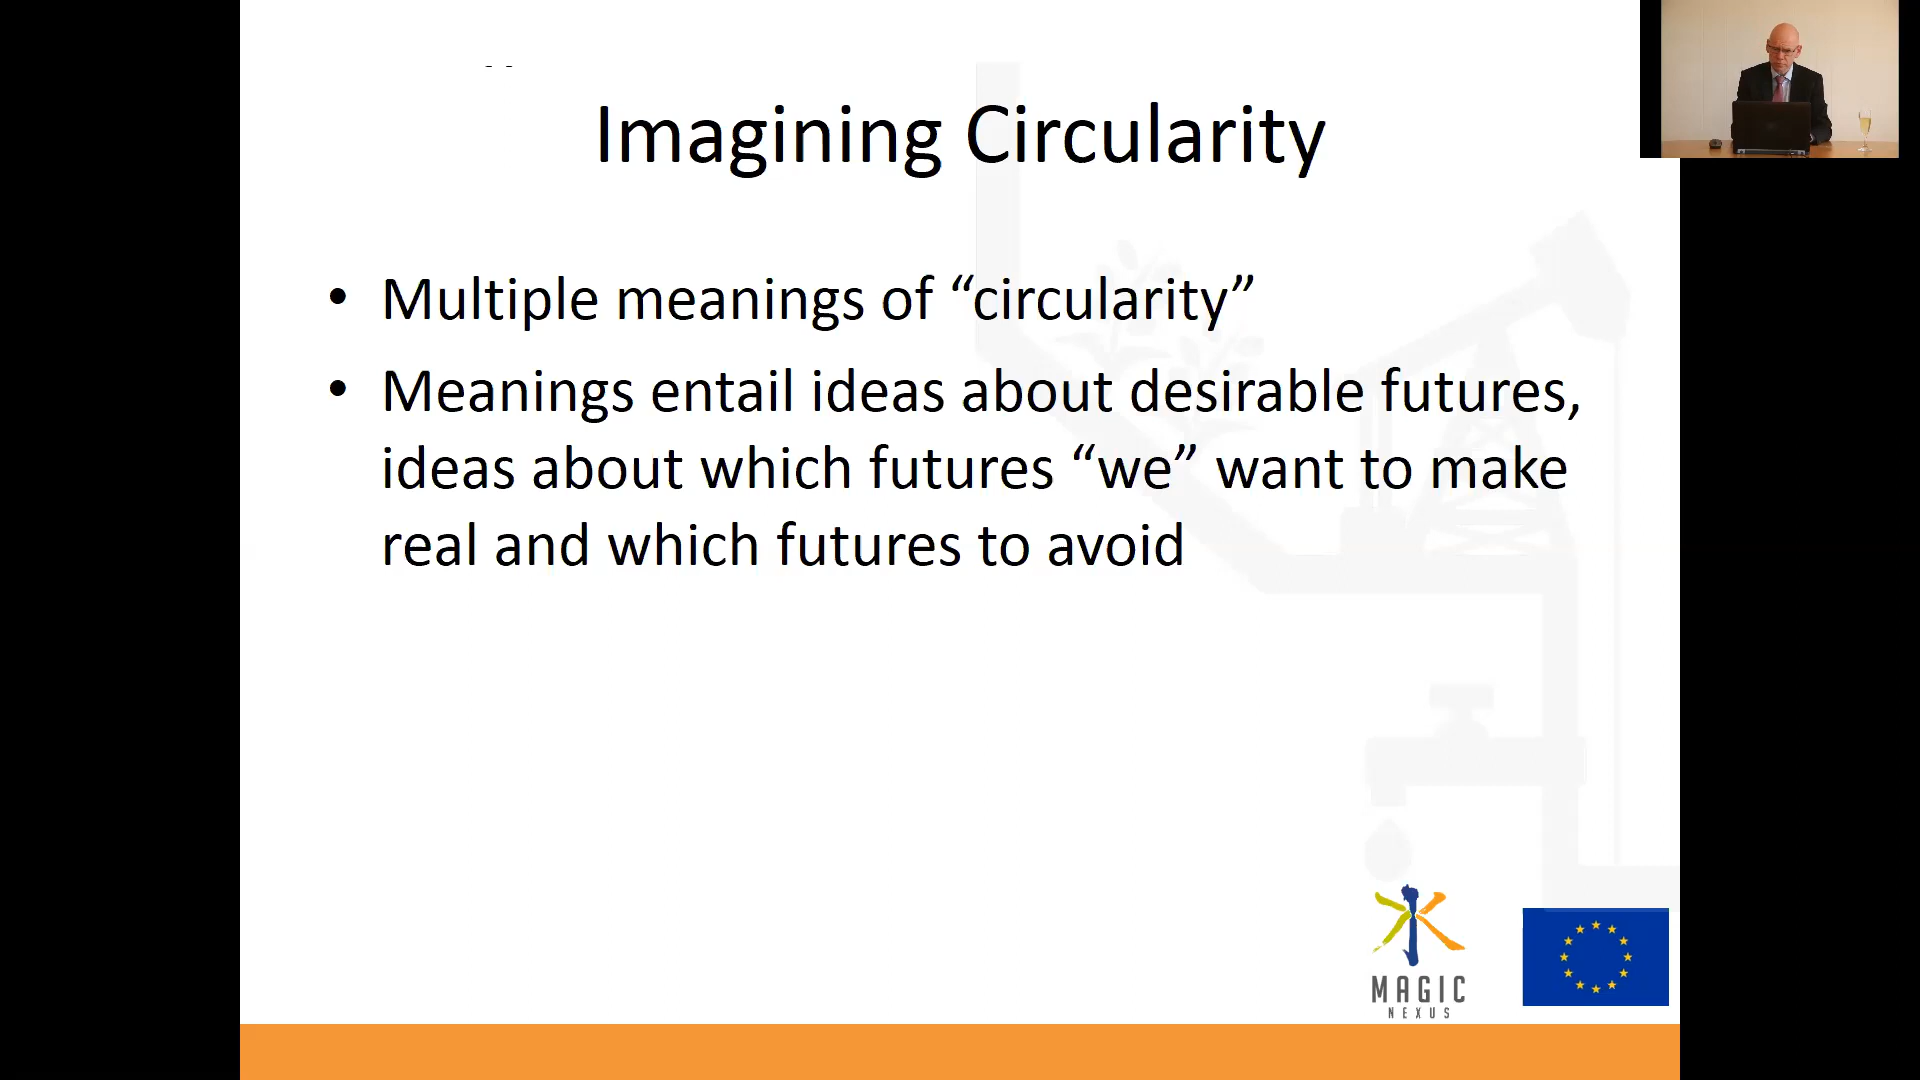 Imagining Circularity
• Multiple meanings of “circularity”
• Meanings entail ideas about desirable futures,
ideas about which futures “we” want to make
real and which futures to avoid
MAGIC
NEXUS